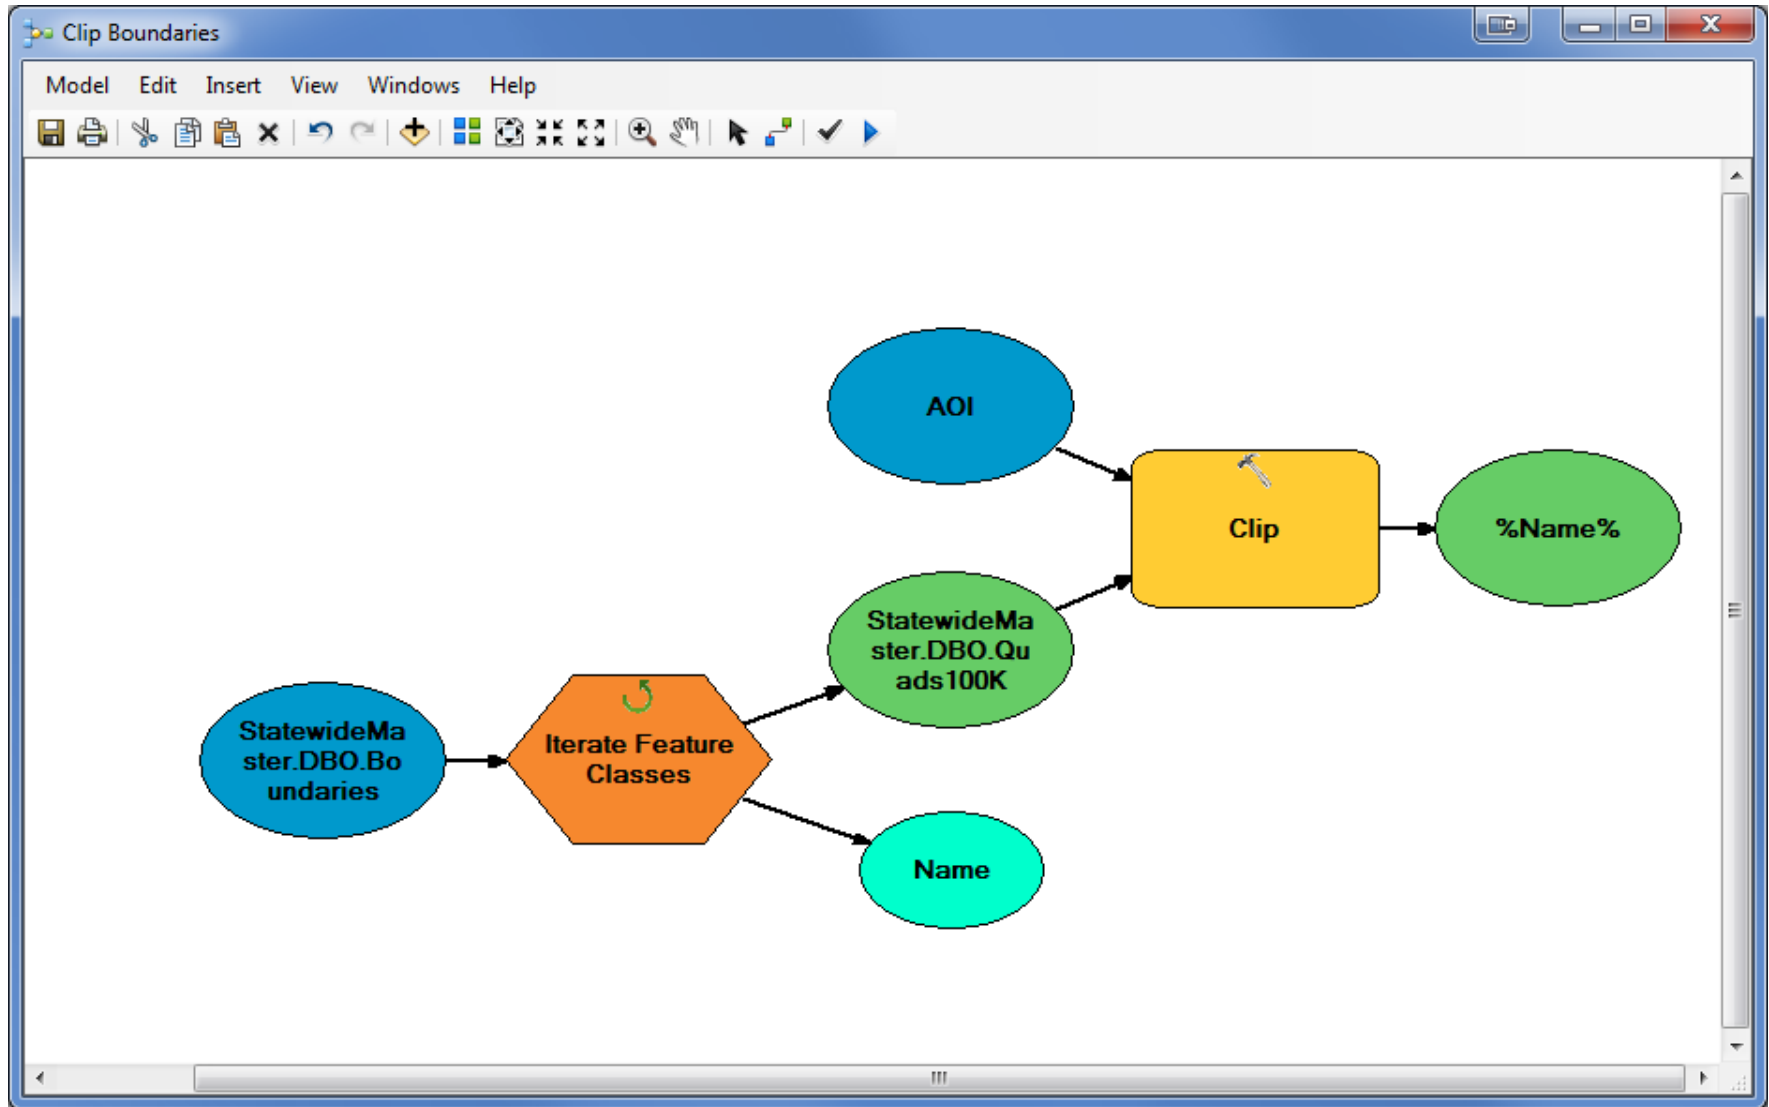 Clip Boundaries
Model Edit Insert View Windows Help
AOI
Clip
%Name%
StatewideMa
ster.DBO.Qu
ads100K
StatewideMa
ster.DBO.Bo
undaries
Iterate Feature
Classes
Name